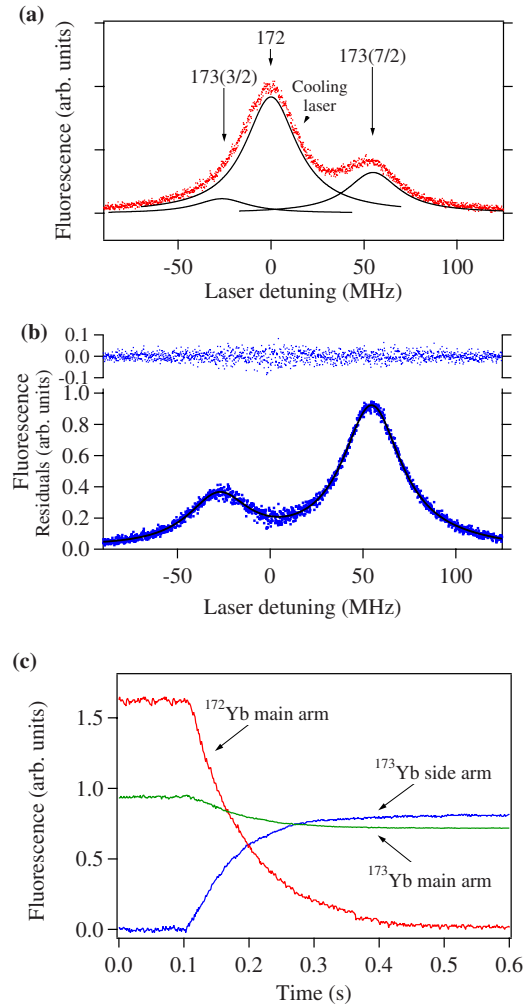 (a)
172
173(3/2)
173(7/2)
Cooling
laser
Fluorescence (arb. units)
-50 0 50 100
Laser detuning (MHz)
(b)
0.1
0.0
-0.1
1.0
0.8
0.6
0.4
0.2
0.0
Fluorescence
Residuals (arb. units)
-50 0 50 100
Laser detuning (MHz)
(c)
1.5
1.0
0.5
0.0
Fluorescence (arb. units)
¹⁷²Yb main arm
¹⁷³Yb side arm
¹⁷³Yb main arm
0.0 0.1 0.2 0.3 0.4 0.5 0.6
Time (s)